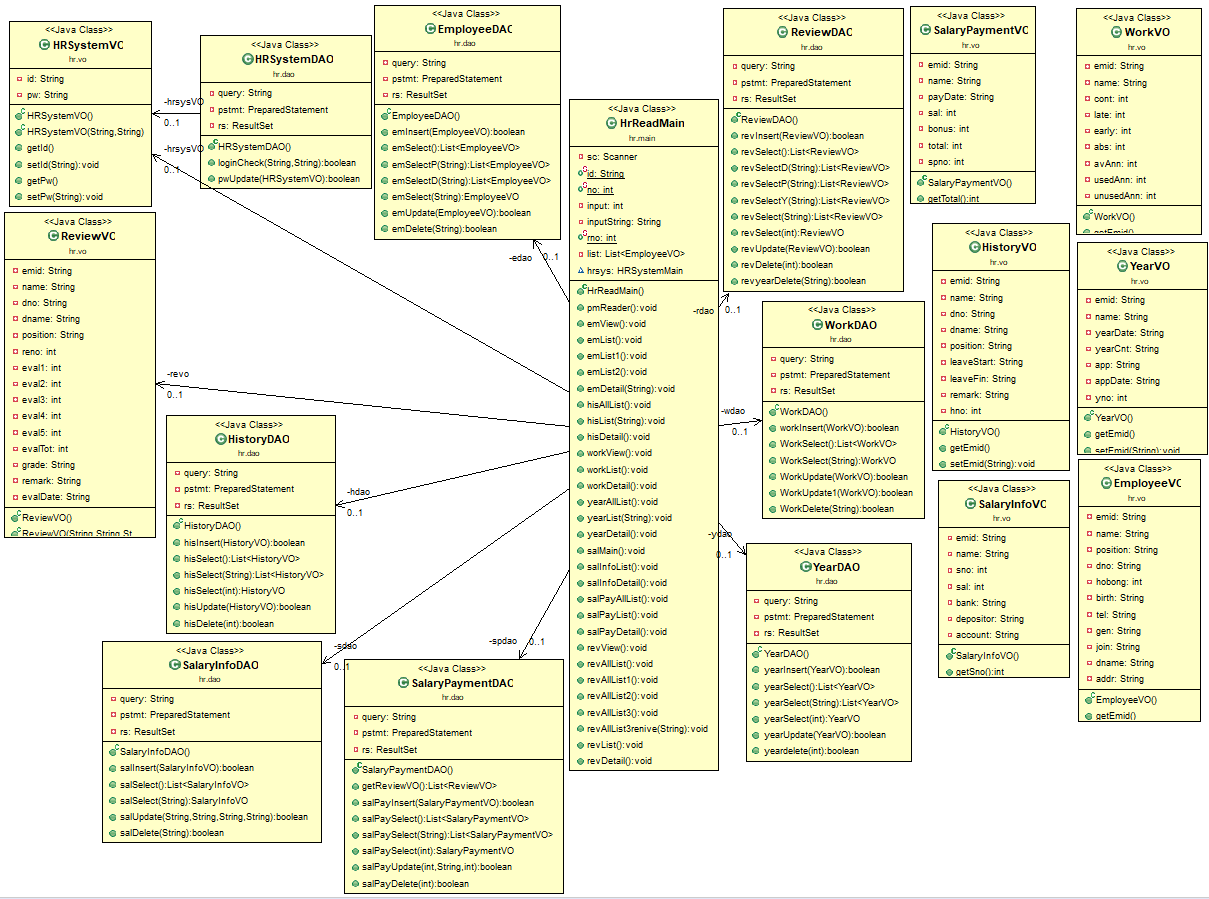 <<Java Class>>
HRSystemVO
hr.vo
id: String
pw: String
HRSystemVO()
HRSystemVO(String,String)
getId()
setId(String):void
getPw()
setPw(String):void
<<Java Class>>
HRSystemDAO
hr.dao
query: String
pstmt: PreparedStatement
rs: ResultSet
HRSystemDAO()
loginCheck(String,String):boolean
pwUpdate(HRSystemVO):boolean
-hrsysVO
0..1
-hrsysVO
0..1
<<Java Class>>
EmployeeDAO
hr.dao
query: String
pstmt: PreparedStatement
rs: ResultSet
EmployeeDAO()
emInsert(EmployeeVO):boolean
emSelect():List<EmployeeVO>
emSelectP(String):List<EmployeeVO>
emSelectD(String):List<EmployeeVO>
emSelect(String):EmployeeVO
emUpdate(EmployeeVO):boolean
emDelete(String):boolean
-edao
0..1
<<Java Class>>
HrReadMain
hr.main
sc: Scanner
id: String
no: int
input: int
inputString: String
rno: int
list: List<EmployeeVO>
hrsys: HRSystemMain
HrReadMain()
pmReader():void
emView():void
emList():void
emList1():void
emList2():void
emDetail(String):void
hisAllList():void
hisList(String):void
hisDetail():void
workView():void
workList():void
workDetail():void
yearAllList():void
yearList(String):void
yearDetail():void
salMain():void
salInfoList():void
salInfoDetail():void
salPayAllList():void
salPayList():void
salPayDetail():void
revView():void
revAllList():void
revAllList1():void
revAllList2():void
revAllList3():void
revAllList3renive(String):void
revList():void
revDetail():void
<<Java Class>>
ReviewDAO
hr.dao
query: String
pstmt: PreparedStatement
rs: ResultSet
ReviewDAO()
revInsert(ReviewVO):boolean
revSelect():List<ReviewVO>
revSelectD(String):List<ReviewVO>
revSelectP(String):List<ReviewVO>
revSelectY(String):List<ReviewVO>
revSelect(String):List<ReviewVO>
revSelect(int):ReviewVO
revUpdate(ReviewVO):boolean
revDelete(int):boolean
revyearDelete(String):boolean
-rdao
0..1
<<Java Class>>
SalaryPaymentVO
hr.vo
emid: String
name: String
payDate: String
sal: int
bonus: int
total: int
spno: int
SalaryPaymentVO()
getTotal():int
<<Java Class>>
WorkVO
hr.vo
emid: String
name: String
cont: int
late: int
early: int
abs: int
avAnn: int
usedAnn: int
unusedAnn: int
WorkVO()
getEmid()
<<Java Class>>
ReviewVO
hr.vo
emid: String
name: String
dno: String
dname: String
position: String
reno: int
eval1: int
eval2: int
eval3: int
eval4: int
eval5: int
evalTot: int
grade: String
remark: String
evalDate: String
ReviewVO()
ReviewVO(String,String,St
-revo
0..1
<<Java Class>>
HistoryDAO
hr.dao
query: String
pstmt: PreparedStatement
rs: ResultSet
HistoryDAO()
hisInsert(HistoryVO):boolean
hisSelect():List<HistoryVO>
hisSelect(String):List<HistoryVO>
hisSelect(int):HistoryVO
hisUpdate(HistoryVO):boolean
hisDelete(int):boolean
-hdao
0..1
<<Java Class>>
WorkDAO
hr.dao
query: String
pstmt: PreparedStatement
rs: ResultSet
WorkDAO()
workInsert(WorkVO):boolean
WorkSelect():List<WorkVO>
WorkSelect(String):WorkVO
WorkUpdate(WorkVO):boolean
WorkUpdate1(WorkVO):boolean
WorkDelete(String):boolean
-wdao
0..1
<<Java Class>>
HistoryVO
hr.vo
emid: String
name: String
dno: String
dname: String
position: String
leaveStart: String
leaveFin: String
remark: String
hno: int
HistoryVO()
getEmid()
setEmid(String):void
<<Java Class>>
YearVO
hr.vo
emid: String
name: String
yearDate: String
yearCnt: String
app: String
appDate: String
yno: int
YearVO()
getEmid()
setEmid(String):void
<<Java Class>>
SalaryInfoDAO
hr.dao
query: String
pstmt: PreparedStatement
rs: ResultSet
SalaryInfoDAO()
salInsert(SalaryInfoVO):boolean
salSelect():List<SalaryInfoVO>
salSelect(String):SalaryInfoVO
salUpdate(String,String,String,String):boolean
salDelete(String):boolean
-sdao
0..1
<<Java Class>>
SalaryPaymentDAO
hr.dao
query: String
pstmt: PreparedStatement
rs: ResultSet
SalaryPaymentDAO()
getReviewVO():List<ReviewVO>
salPayInsert(SalaryPaymentVO):boolean
salPaySelect():List<SalaryPaymentVO>
salPaySelect(String):List<SalaryPaymentVO>
salPaySelect(int):SalaryPaymentVO
salPayUpdate(int,String,int):boolean
salPayDelete(int):boolean
-spdao
0..1
<<Java Class>>
YearDAO
hr.dao
query: String
pstmt: PreparedStatement
rs: ResultSet
YearDAO()
yearInsert(YearVO):boolean
yearSelect():List<YearVO>
yearSelect(String):List<YearVO>
yearSelect(int):YearVO
yearUpdate(YearVO):boolean
yeardelete(int):boolean
-ydao
0..1
<<Java Class>>
SalaryInfoVO
hr.vo
emid: String
name: String
sno: int
sal: int
bank: String
depositor: String
account: String
SalaryInfoVO()
getSno():int
<<Java Class>>
EmployeeVO
hr.vo
emid: String
name: String
position: String
dno: String
hobong: int
birth: String
tel: String
gen: String
join: String
dname: String
addr: String
EmployeeVO()
getEmid()